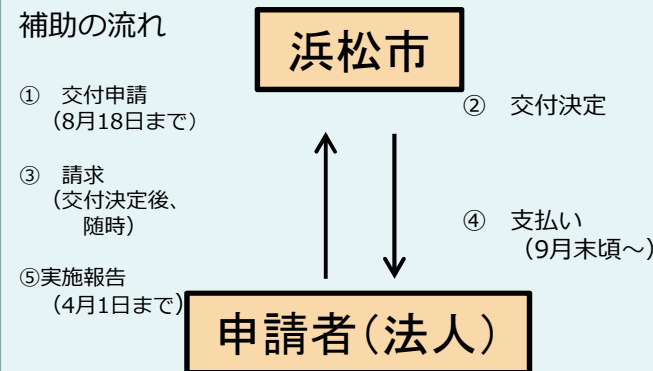 補助の流れ
浜松市
① 交付申請
（8月18日まで）
② 交付決定
③ 請求
（交付決定後、
随時）
④ 支払い
（9月末頃～）
⑤実施報告
（4月1日まで）
申請者（法人）